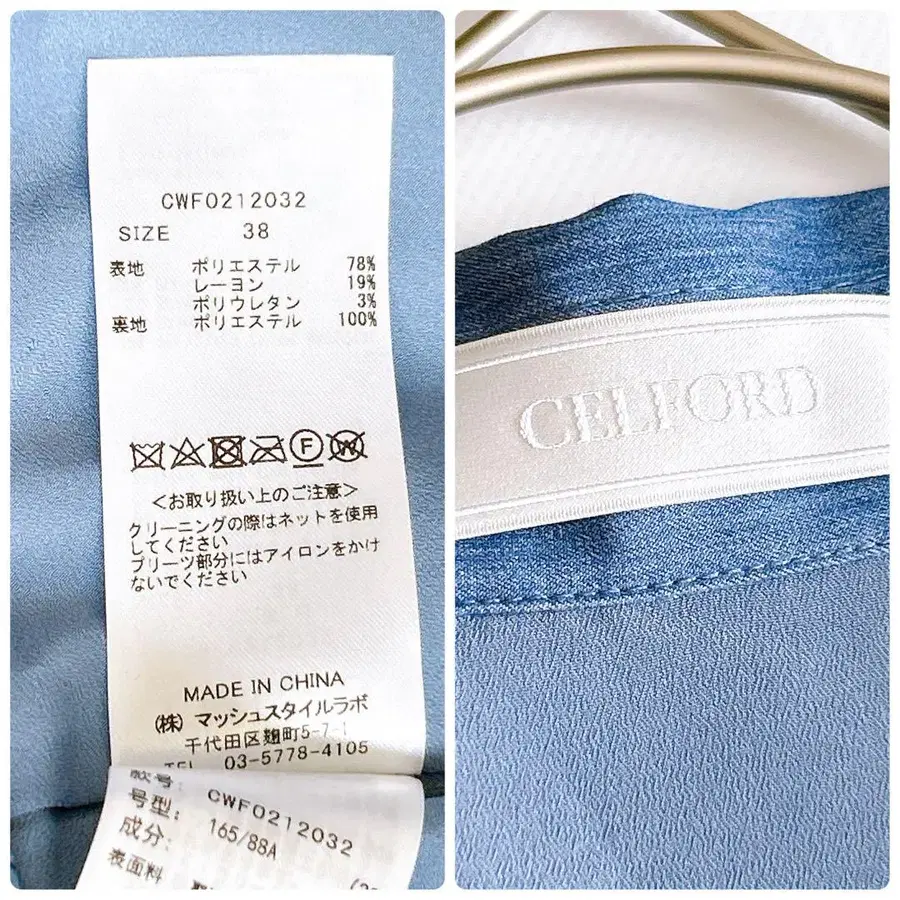 CWF0212032
SIZE 38
表地 ポリエステル 78%
レーヨン 19%
ポリウレタン 3%
裏地 ポリエステル 100%
F W
<お取り扱い上のご注意>
クリーニングの際はネットを使用
してください
プリーツ部分にはアイロンをかけ
ないでください
MADE IN CHINA
(株) マッシュスタイルラボ
千代田区麹町5-7-1
TEL 03-5778-4105
款号:
CWF0212032
号型: 165/88A
成分:
表面料
CELFORD